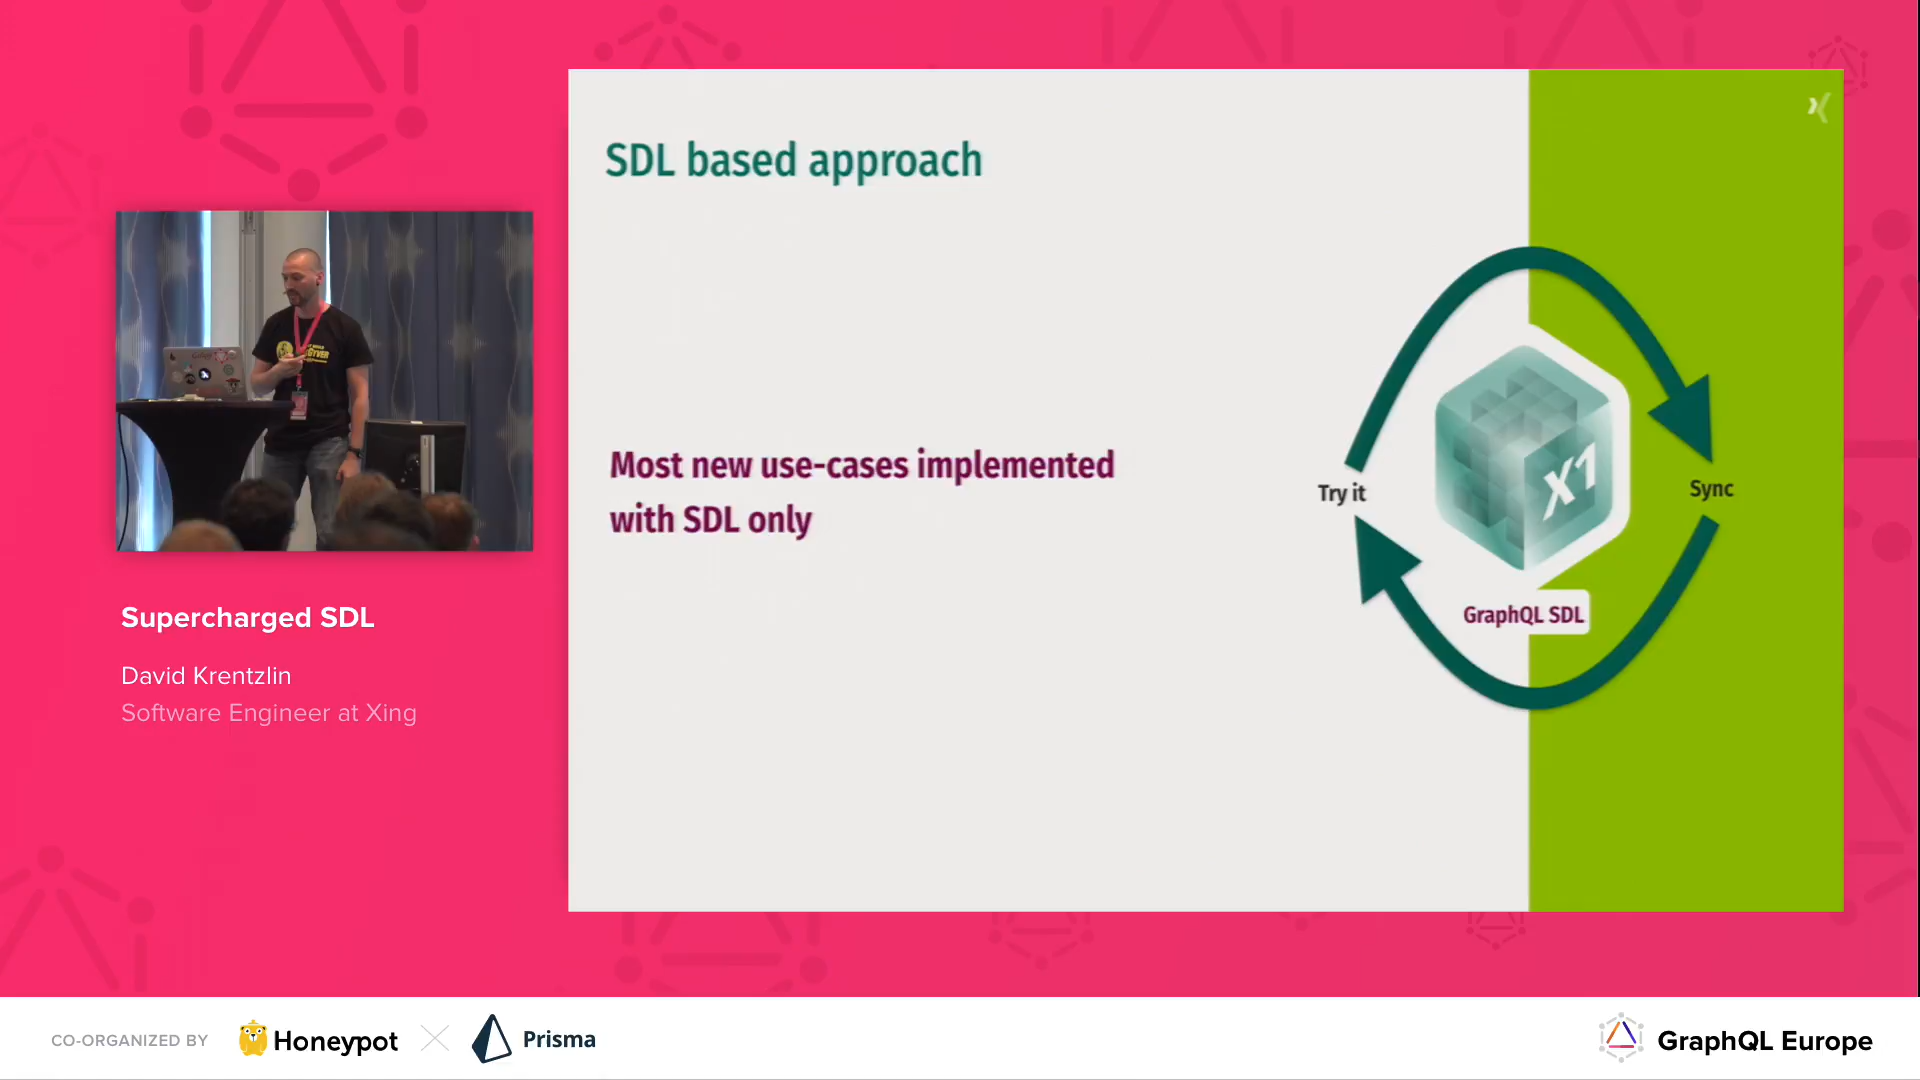 SDL based approach
Most new use-cases implemented
with SDL only
Try it
X1
Sync
GraphQL SDL
Supercharged SDL
David Krentzlin
Software Engineer at Xing
CO-ORGANIZED BY
Honeypot
Prisma
GraphQL Europe